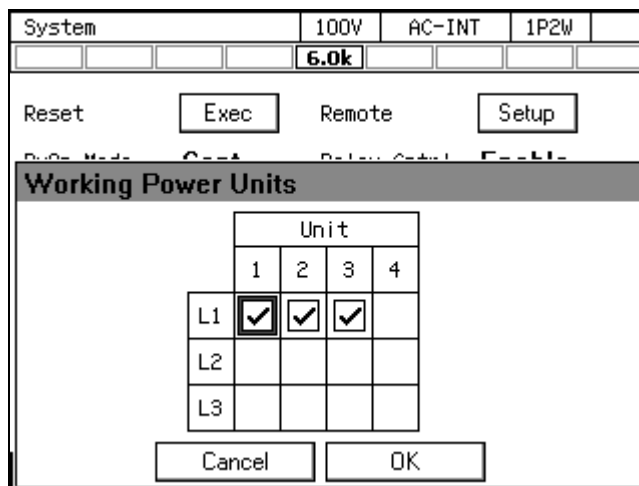 System 100V AC-INT 1P2W
6.0k
Reset Exec Remote Setup
Working Power Units
Unit
1 2 3 4
L1
L2
L3
Cancel OK